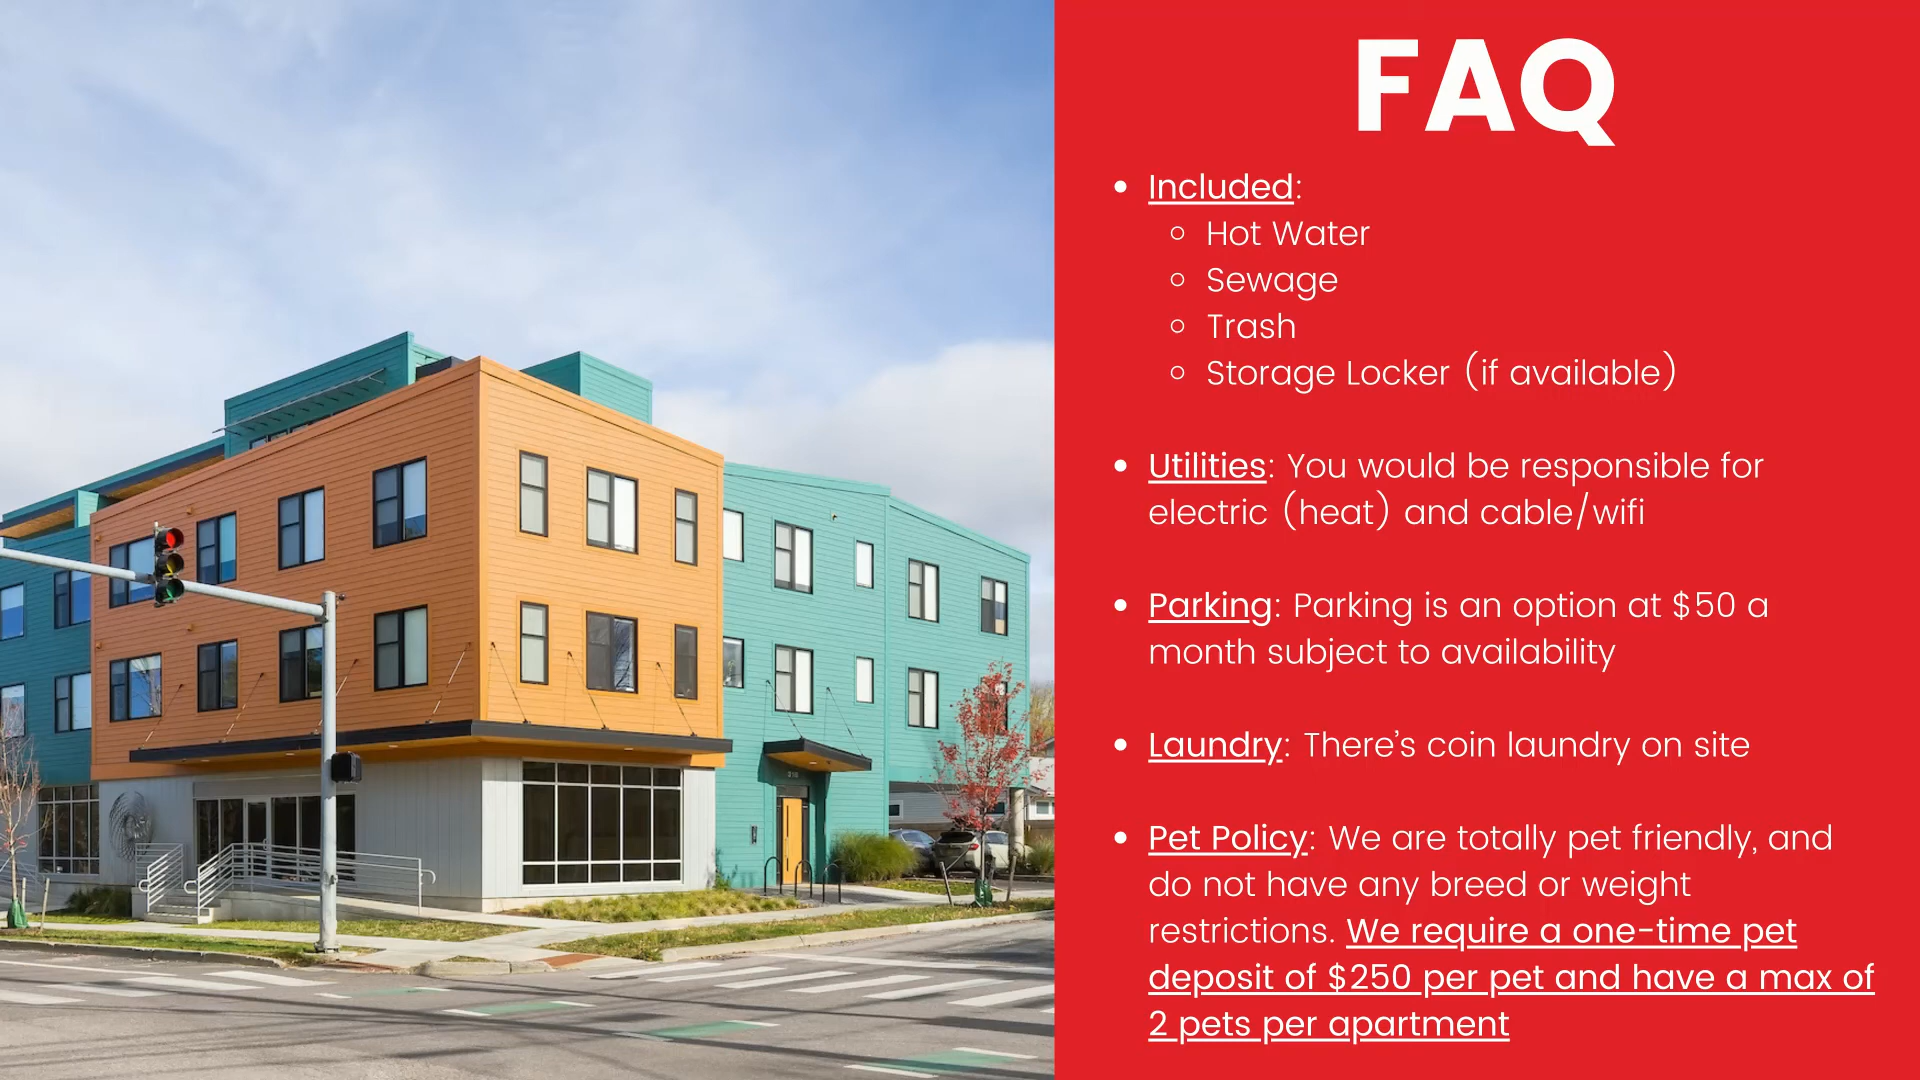 FAQ
Included:
Hot Water
Sewage
Trash
Storage Locker (if available)
Utilities: You would be responsible for
electric (heat) and cable/wifi
Parking: Parking is an option at $50 a
month subject to availability
Laundry: There's coin laundry on site
Pet Policy: We are totally pet friendly, and
do not have any breed or weight
restrictions. We require a one-time pet
deposit of $250 per pet and have a max of
2 pets per apartment